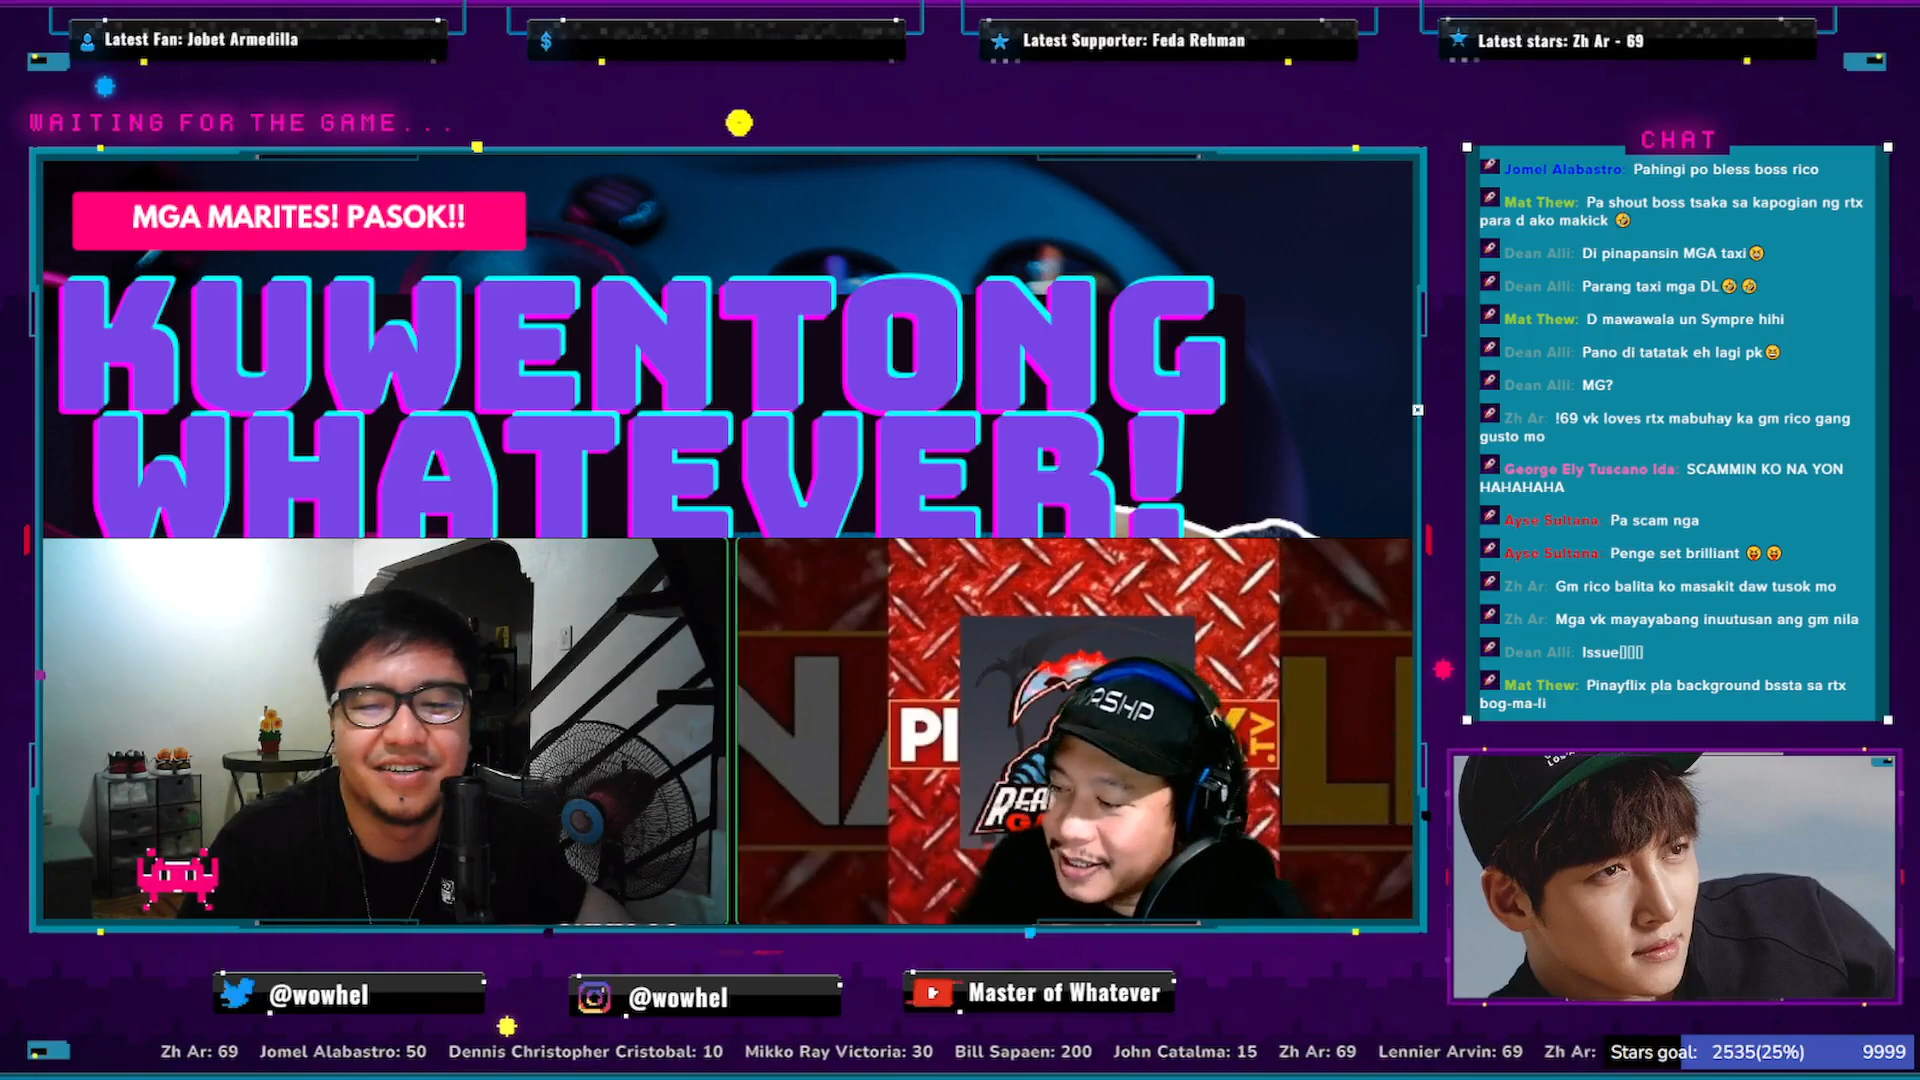 Latest Fan: Jobet Armedilla
Latest Supporter: Feda Rehman
Latest stars: Zh Ar - 69
WAITING FOR THE GAME...
MGA MARITES! PASOK!!
KUWENTONG
WHATEVER!
CHAT
Jomel Alabastro: Pahingi po bless boss rico
Mat Thew: Pa shout boss tsaka sa kapogian ng rtx
para d ako makick 🤣
Dean Alli: Di pinapansin MGA taxi😆
Dean Alli: Parang taxi mga DL🤣🤣
Mat Thew: D mawawala un Sympre hihi
Dean Alli: Pano di tatatak eh lagi pk😆
Dean Alli: MG?
Zh Ar: !69 vk loves rtx mabuhay ka gm rico gang
gusto mo
George Ely Tuscano Ida: SCAMMIN KO NA YON
HAHAHAHA
Ayse Sultana: Pa scam nga
Ayse Sultana: Penge set brilliant 😝😝
Zh Ar: Gm rico balita ko masakit daw tusok mo
Zh Ar: Mga vk mayayabang inuutusan ang gm nila
Dean Alli: Issue▯▯▯
Mat Thew: Pinayflix pla background bssta sa rtx
bog-ma-li
WASHP
.TV
@wowhel
@wowhel
Master of Whatever
Zh Ar: 69 Jomel Alabastro: 50 Dennis Christopher Cristobal: 10 Mikko Ray Victoria: 30 Bill Sapaen: 200 John Catalma: 15 Zh Ar: 69 Lennier Arvin: 69 Zh Ar:
Stars goal: 2535(25%) 9999